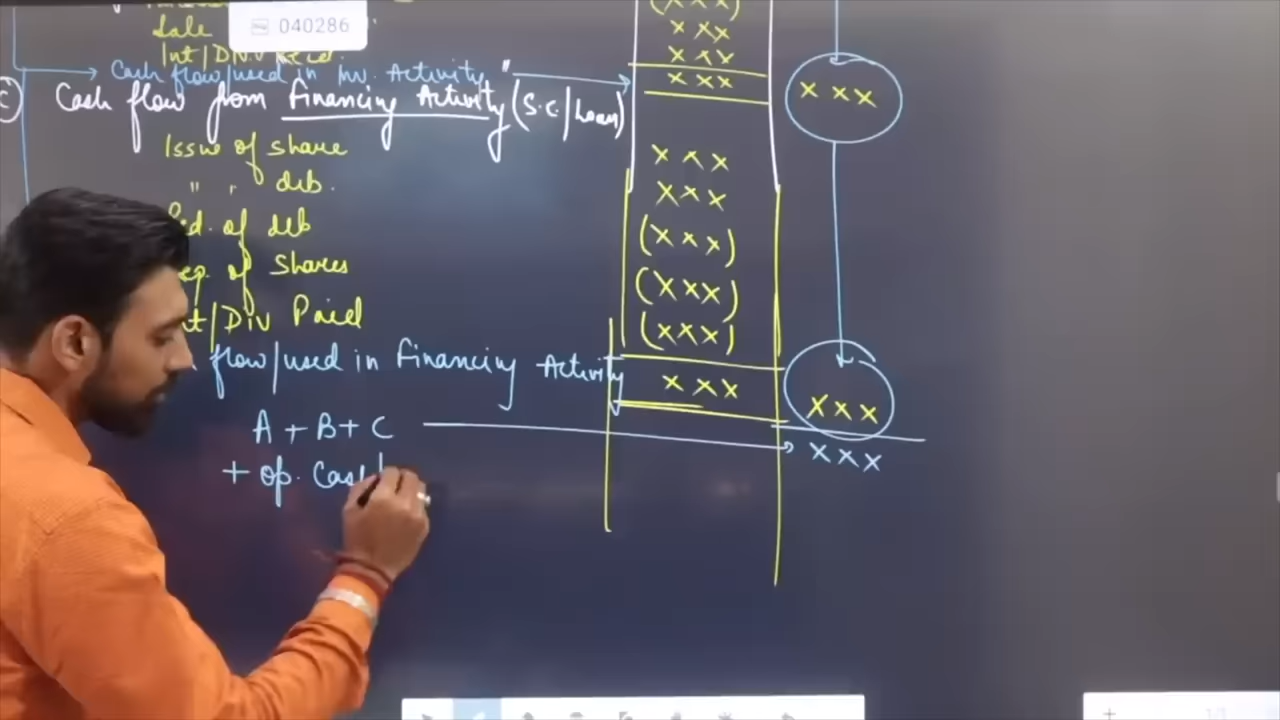 Sale
040286
Int/Div
Cash flow/used in Inv. Activity "
xxx
xxx
xxx
xxx
C Cash flow from Financing Activity (S.C/Loan)
Issue of share xxx
" " deb. xxx
of deb (xxx)
of Shares (xxx)
/Div Paid (xxx)
flow/used in Financing Activity xxx xxx
A + B + C xxx
+ op. Cash